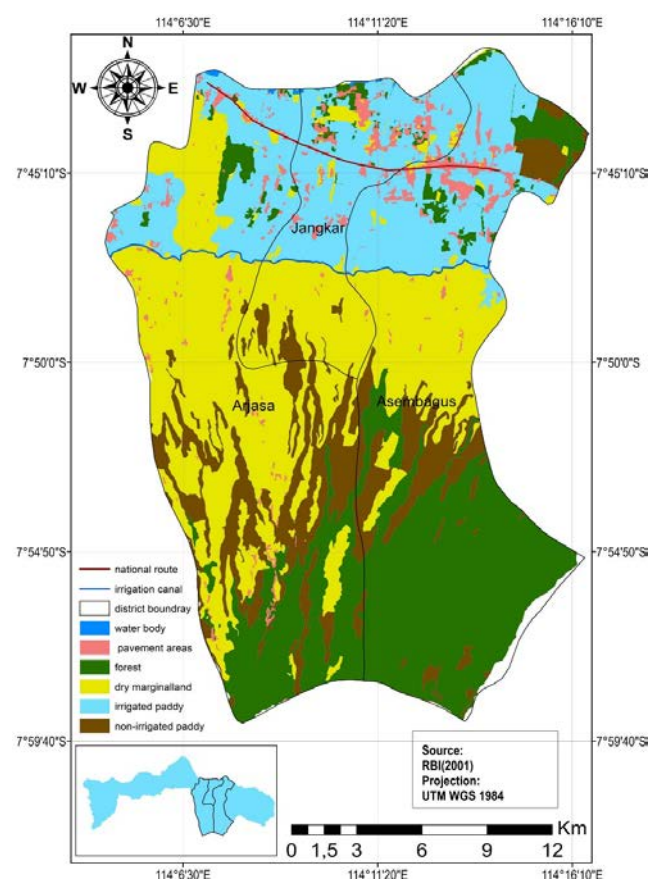 114°6'30"E 114°11'20"E 114°16'10"E
N
W E
S
7°45'10"S 7°45'10"S
Jangkar
7°50'0"S 7°50'0"S
Arjasa Asembagus
7°54'50"S 7°54'50"S
national route
irrigation canal
district boundray
water body
pavement areas
forest
dry marginalland
irrigated paddy
non-irrigated paddy
7°59'40"S 7°59'40"S
Source:
RBI(2001)
Projection:
UTM WGS 1984
Km
0 1,5 3 6 9 12
114°6'30"E 114°11'20"E 114°16'10"E